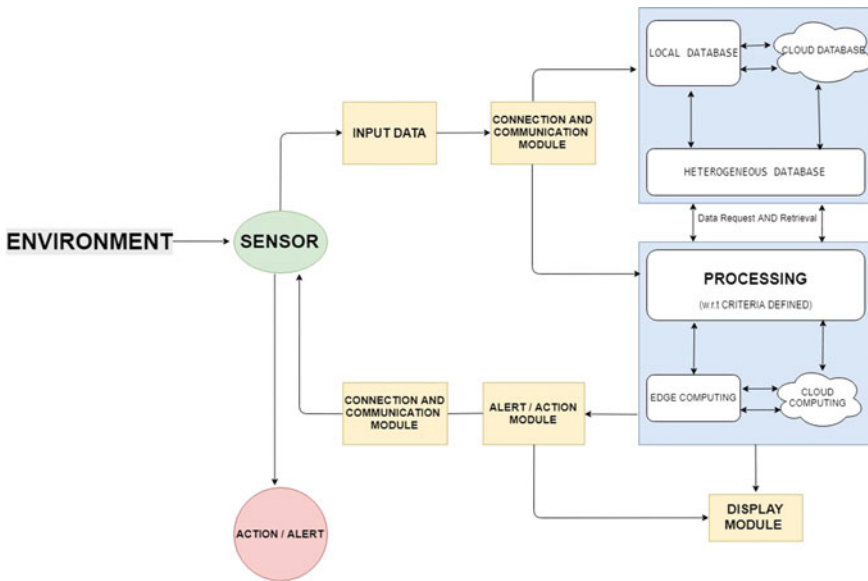 LOCAL DATABASE
CLOUD DATABASE
INPUT DATA
CONNECTION AND
COMMUNICATION
MODULE
HETEROGENEOUS DATABASE
Data Request AND Retrieval
ENVIRONMENT
SENSOR
PROCESSING
(w.r.t CRITERIA DEFINED)
CONNECTION AND
COMMUNICATION
MODULE
ALERT / ACTION
MODULE
EDGE COMPUTING
CLOUD
COMPUTING
DISPLAY
MODULE
ACTION / ALERT